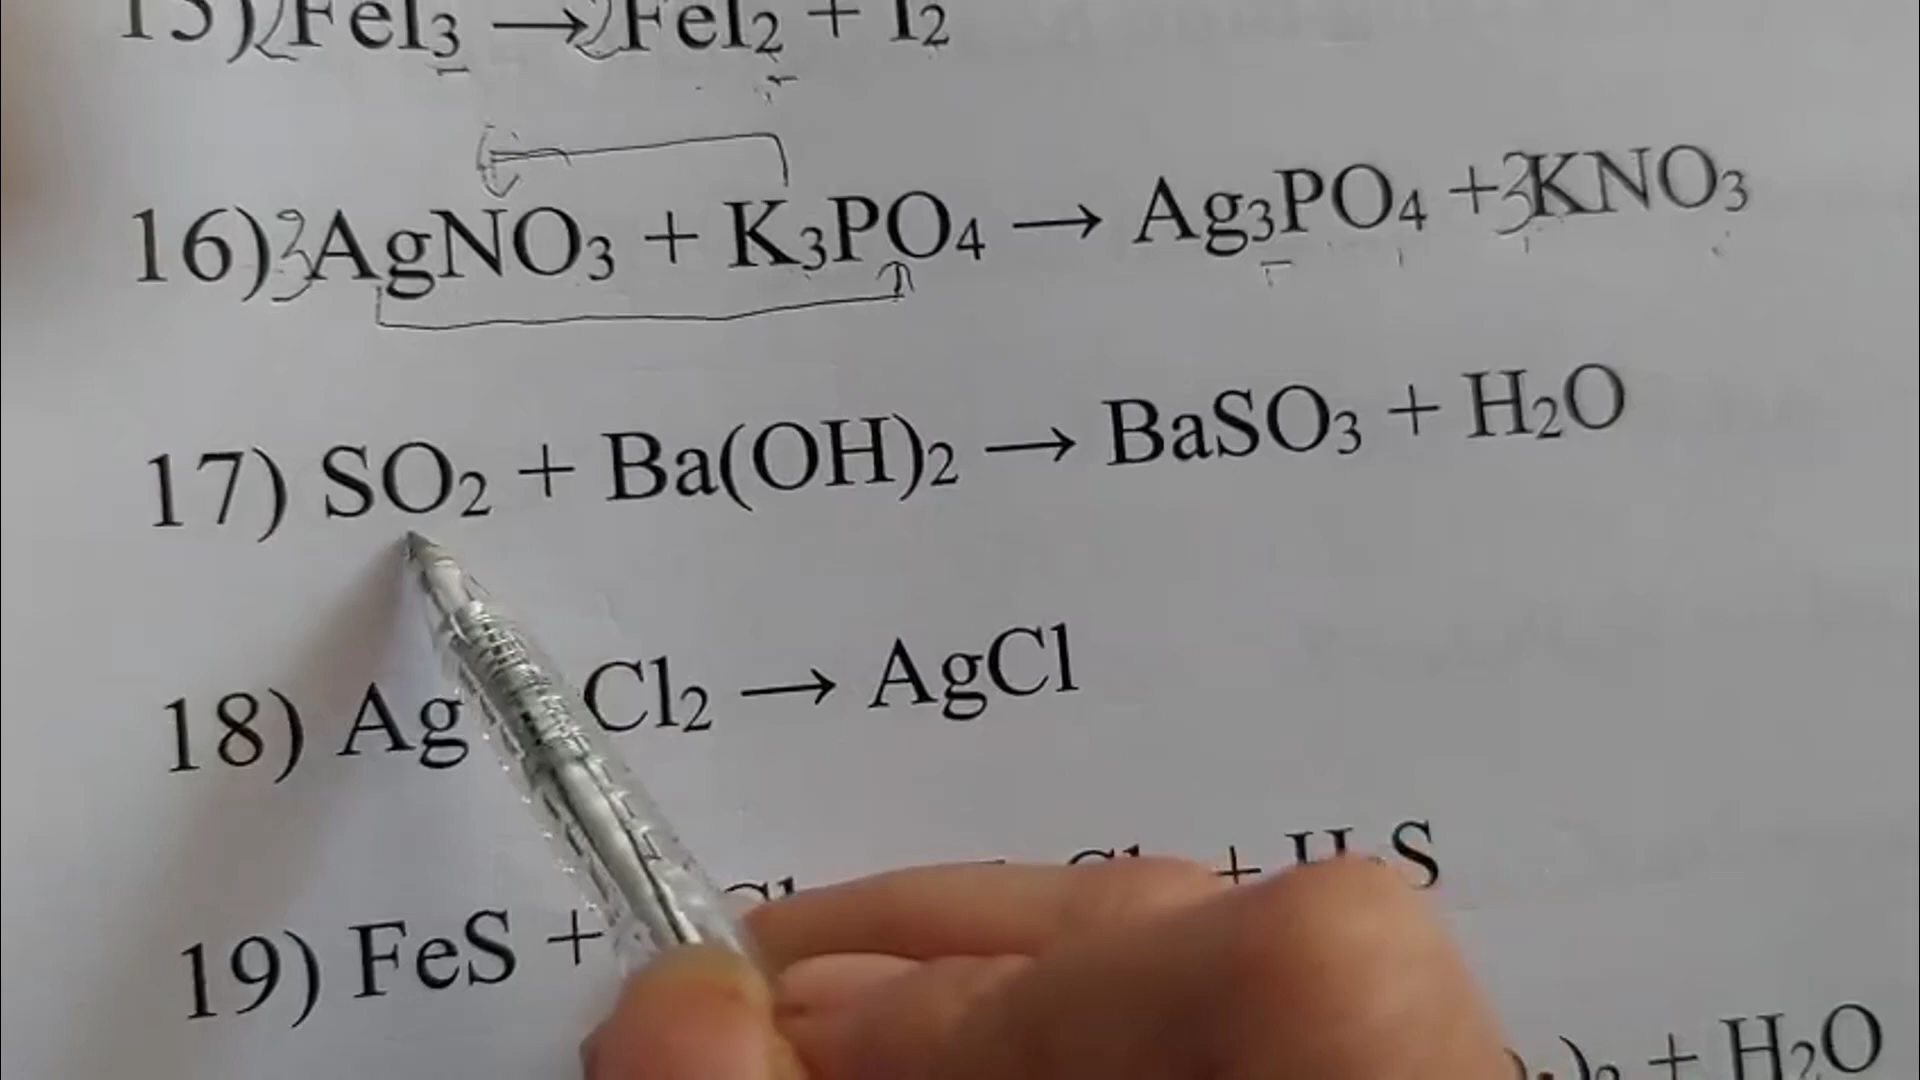 15) 2FeI₃ → 2FeI₂ + I₂
16) 3AgNO₃ + K₃PO₄ → Ag₃PO₄ + 3KNO₃
17) SO₂ + Ba(OH)₂ → BaSO₃ + H₂O
18) Ag Cl₂ → AgCl
19) FeS + + H₂S
+ H₂O